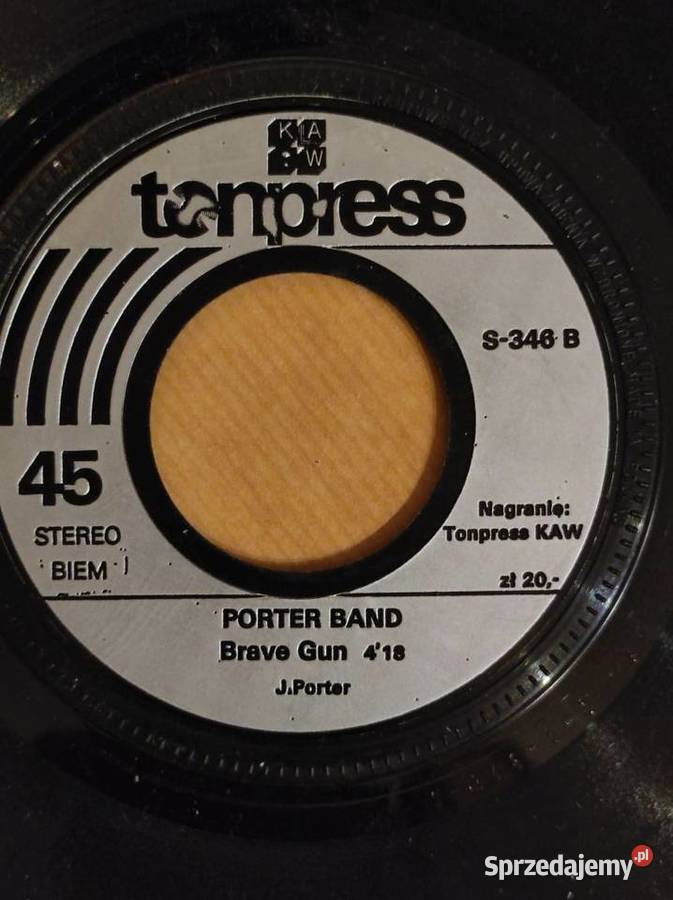 KAW
tonpress
S-346 B
45
STEREO
BIEM
Nagranie:
Tonpress KAW
zł 20,-
PORTER BAND
Brave Gun 4'18
J.Porter
Sprzedajemy.pl